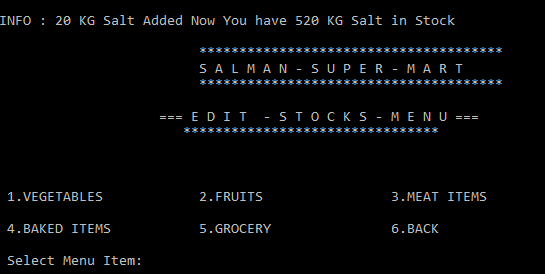 INFO : 20 KG Salt Added Now You have 520 KG Salt in Stock
**************************************
S A L M A N - S U P E R - M A R T
**************************************
=== E D I T  - S T O C K S - M E N U ===
********************************
1.VEGETABLES 2.FRUITS 3.MEAT ITEMS
4.BAKED ITEMS 5.GROCERY 6.BACK
Select Menu Item: